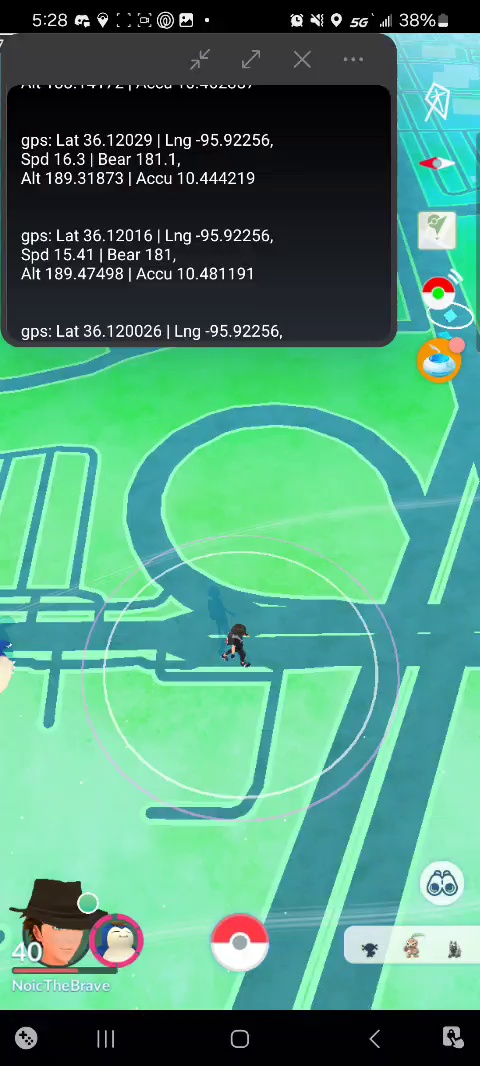 5:28
5G 38%
gps: Lat 36.12029 | Lng -95.92256,
Spd 16.3 | Bear 181.1,
Alt 189.31873 | Accu 10.444219
gps: Lat 36.12016 | Lng -95.92256,
Spd 15.41 | Bear 181,
Alt 189.47498 | Accu 10.481191
gps: Lat 36.120026 | Lng -95.92256,
40
NoicTheBrave